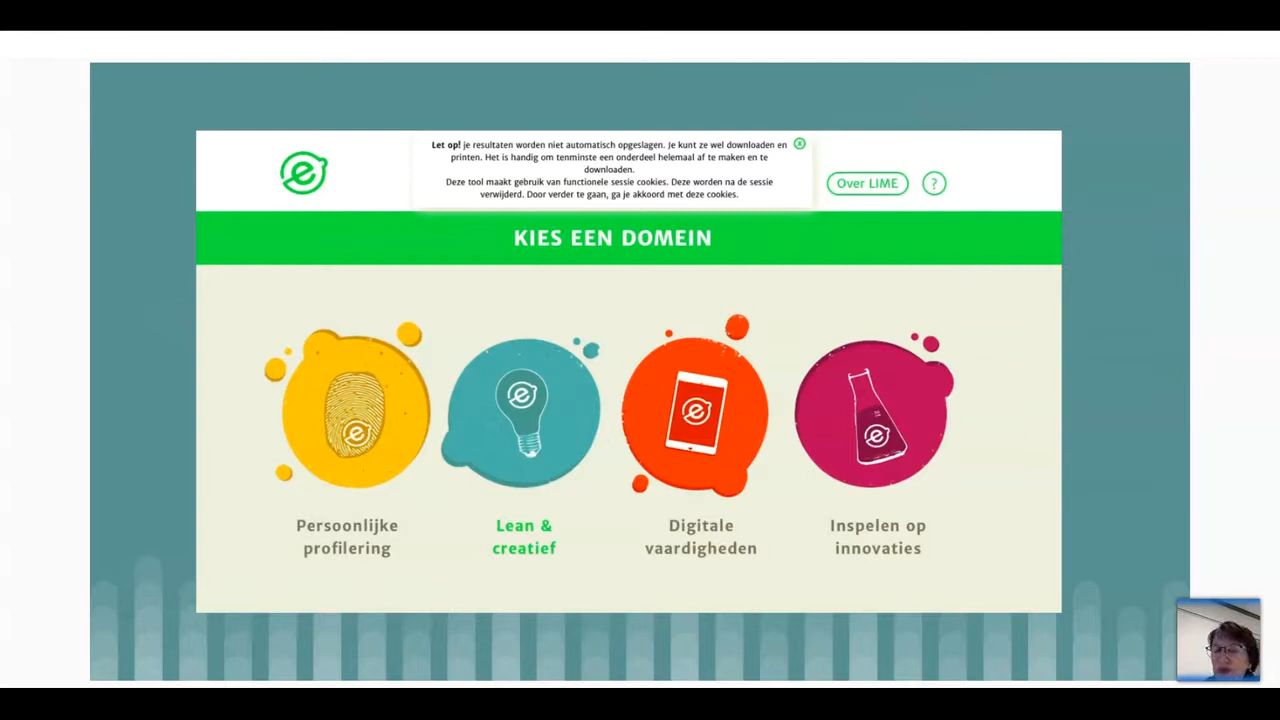 Let op! je resultaten worden niet automatisch opgeslagen. Je kunt ze wel downloaden en
printen. Het is handig om tenminste een onderdeel helemaal af te maken en te
downloaden.
Deze tool maakt gebruik van functionele sessie cookies. Deze worden na de sessie
verwijderd. Door verder te gaan, ga je akkoord met deze cookies.
Over LIME
?
KIES EEN DOMEIN
Persoonlijke
profilering
Lean &
creatief
Digitale
vaardigheden
Inspelen op
innovaties